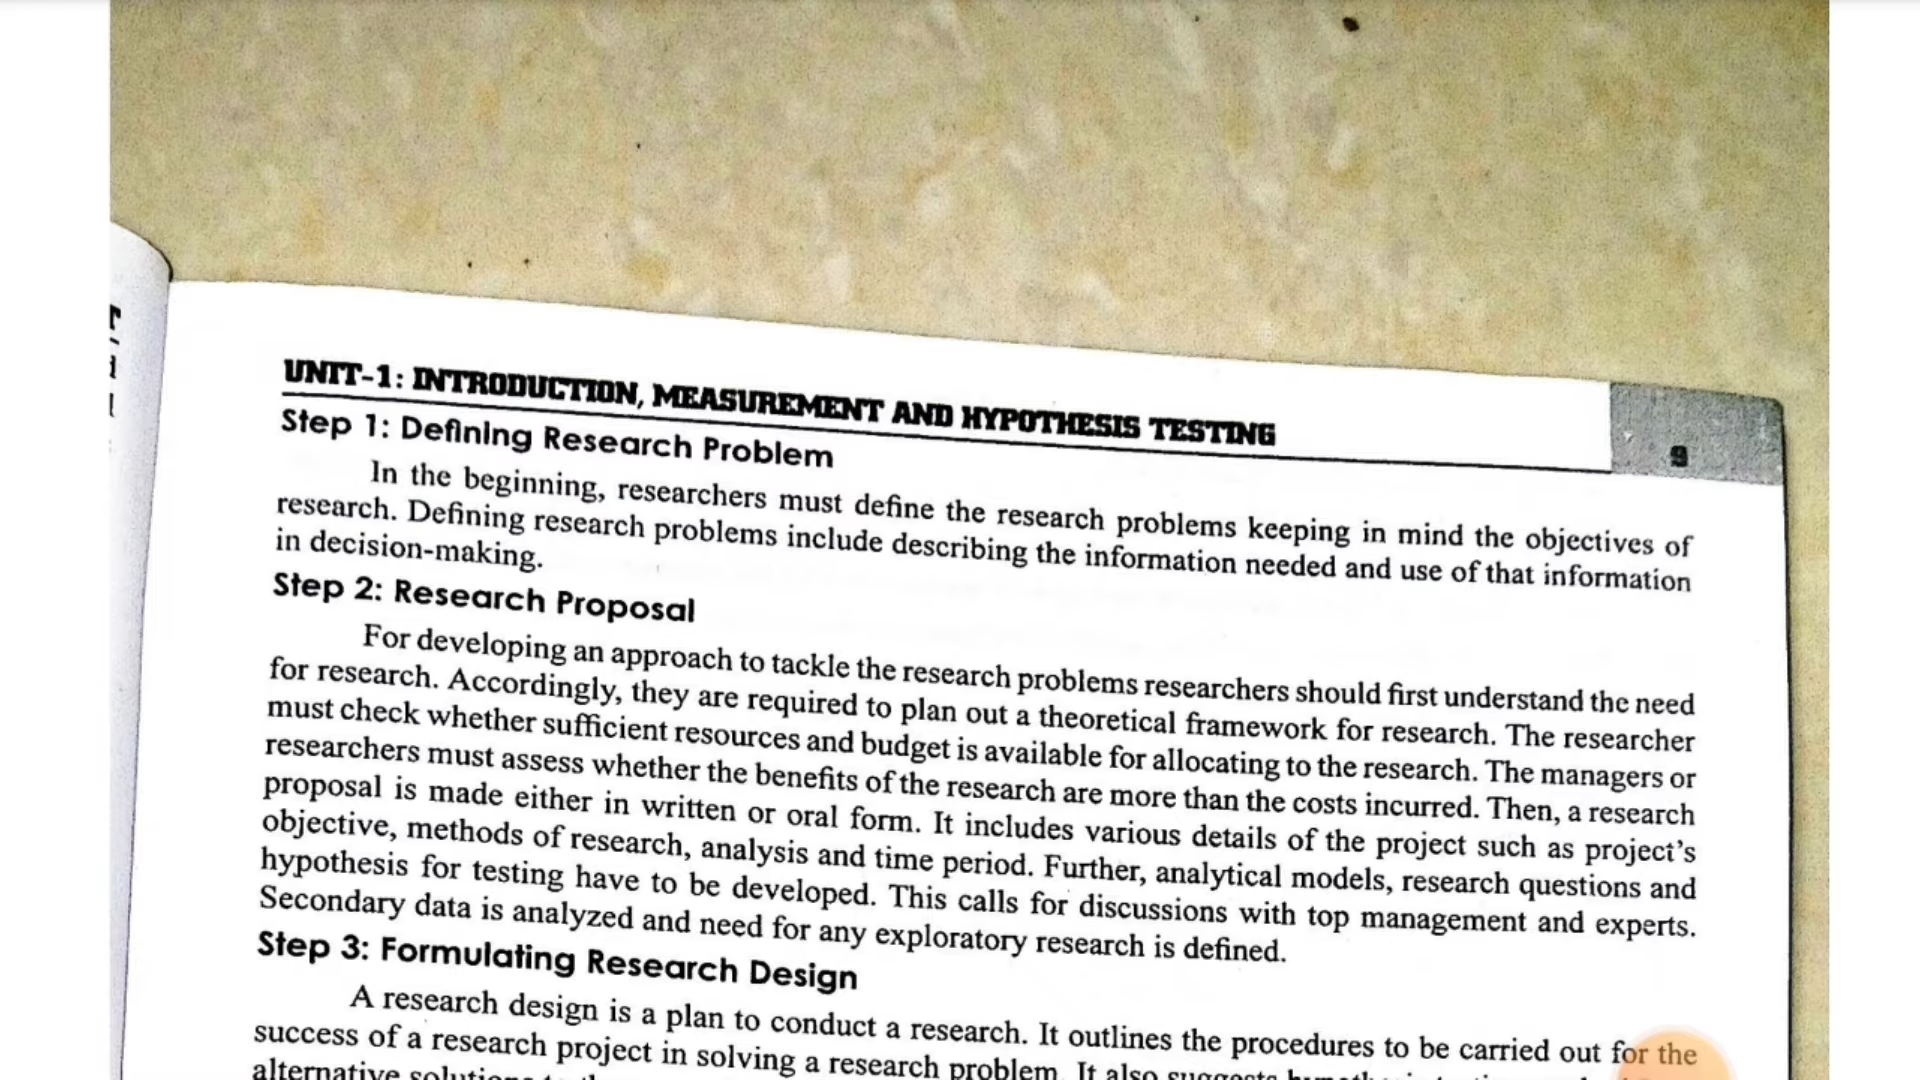 UNIT-1: INTRODUCTION, MEASUREMENT AND HYPOTHESIS TESTING
9
Step 1: Defining Research Problem
In the beginning, researchers must define the research problems keeping in mind the objectives of
research. Defining research problems include describing the information needed and use of that information
in decision-making.
Step 2: Research Proposal
For developing an approach to tackle the research problems researchers should first understand the need
for research. Accordingly, they are required to plan out a theoretical framework for research. The researcher
must check whether sufficient resources and budget is available for allocating to the research. The managers or
researchers must assess whether the benefits of the research are more than the costs incurred. Then, a research
proposal is made either in written or oral form. It includes various details of the project such as project's
objective, methods of research, analysis and time period. Further, analytical models, research questions and
hypothesis for testing have to be developed. This calls for discussions with top management and experts.
Secondary data is analyzed and need for any exploratory research is defined.
Step 3: Formulating Research Design
A research design is a plan to conduct a research. It outlines the procedures to be carried out for the
success of a research project in solving a research problem. It also suggests
alternative